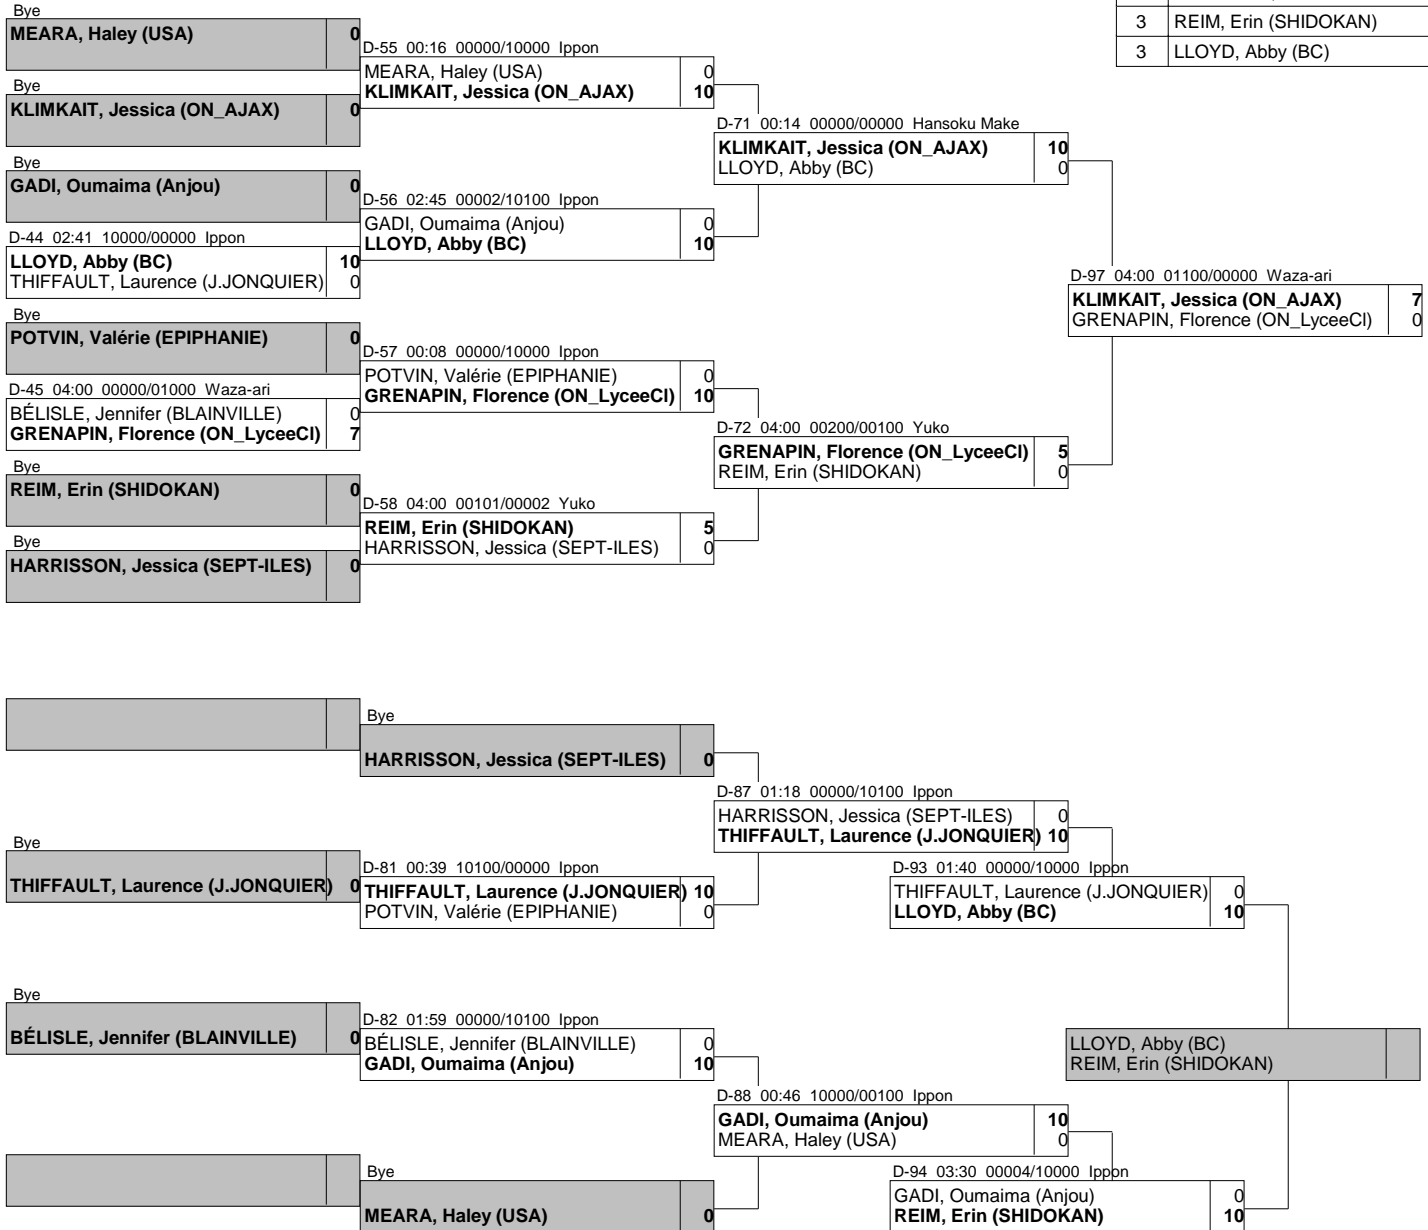 Bye
MEARA, Haley (USA) 0
Bye
KLIMKAIT, Jessica (ON_AJAX) 0
Bye
GADI, Oumaima (Anjou) 0
D-44 02:41 10000/00000 Ippon
LLOYD, Abby (BC) 10
THIFFAULT, Laurence (J.JONQUIER) 0
Bye
POTVIN, Valérie (EPIPHANIE) 0
D-45 04:00 00000/01000 Waza-ari
BÉLISLE, Jennifer (BLAINVILLE) 0
GRENAPIN, Florence (ON_LyceeCl) 7
Bye
REIM, Erin (SHIDOKAN) 0
Bye
HARRISSON, Jessica (SEPT-ILES) 0
D-55 00:16 00000/10000 Ippon
MEARA, Haley (USA) 0
KLIMKAIT, Jessica (ON_AJAX) 10
D-56 02:45 00002/10100 Ippon
GADI, Oumaima (Anjou) 0
LLOYD, Abby (BC) 10
D-57 00:08 00000/10000 Ippon
POTVIN, Valérie (EPIPHANIE) 0
GRENAPIN, Florence (ON_LyceeCl) 10
D-58 04:00 00101/00002 Yuko
REIM, Erin (SHIDOKAN) 5
HARRISSON, Jessica (SEPT-ILES) 0
D-71 00:14 00000/00000 Hansoku Make
KLIMKAIT, Jessica (ON_AJAX) 10
LLOYD, Abby (BC) 0
D-72 04:00 00200/00100 Yuko
GRENAPIN, Florence (ON_LyceeCl) 5
REIM, Erin (SHIDOKAN) 0
3 REIM, Erin (SHIDOKAN)
3 LLOYD, Abby (BC)
D-97 04:00 01100/00000 Waza-ari
KLIMKAIT, Jessica (ON_AJAX) 7
GRENAPIN, Florence (ON_LyceeCl) 0
Bye
THIFFAULT, Laurence (J.JONQUIER) 0
Bye
BÉLISLE, Jennifer (BLAINVILLE) 0
Bye
HARRISSON, Jessica (SEPT-ILES) 0
D-81 00:39 10100/00000 Ippon
THIFFAULT, Laurence (J.JONQUIER) 10
POTVIN, Valérie (EPIPHANIE) 0
D-82 01:59 00000/10100 Ippon
BÉLISLE, Jennifer (BLAINVILLE) 0
GADI, Oumaima (Anjou) 10
Bye
MEARA, Haley (USA) 0
D-87 01:18 00000/10100 Ippon
HARRISSON, Jessica (SEPT-ILES) 0
THIFFAULT, Laurence (J.JONQUIER) 10
D-88 00:46 10000/00100 Ippon
GADI, Oumaima (Anjou) 10
MEARA, Haley (USA) 0
D-93 01:40 00000/10000 Ippon
THIFFAULT, Laurence (J.JONQUIER) 0
LLOYD, Abby (BC) 10
D-94 03:30 00004/10000 Ippon
GADI, Oumaima (Anjou) 0
REIM, Erin (SHIDOKAN) 10
LLOYD, Abby (BC)
REIM, Erin (SHIDOKAN)